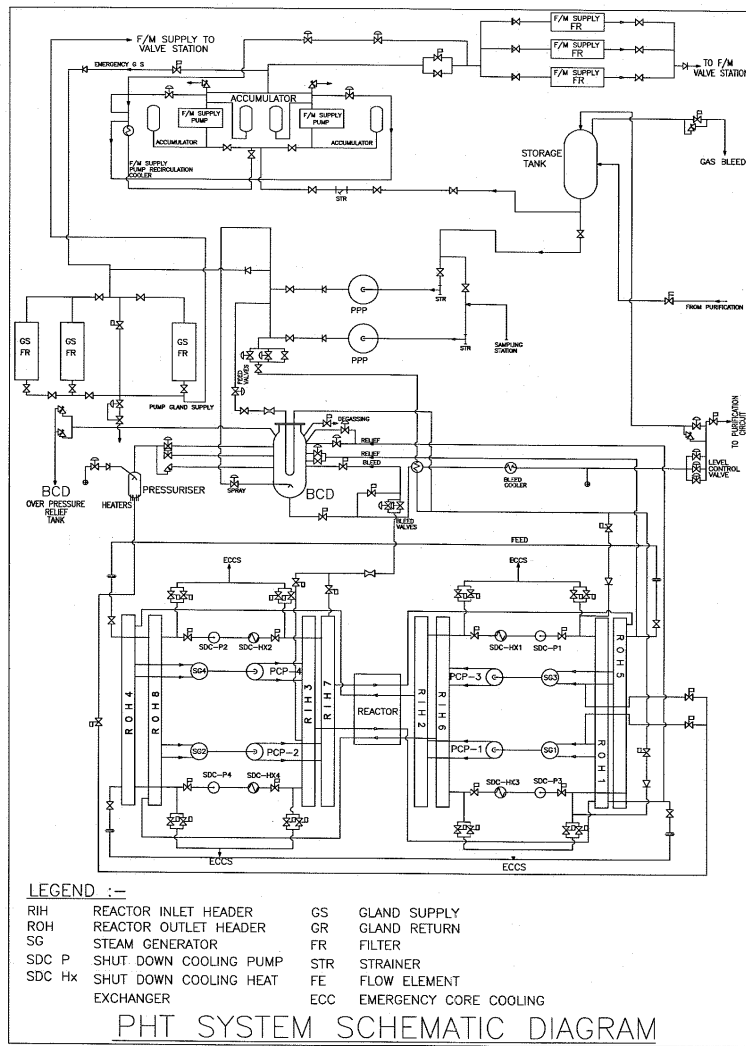 F/M SUPPLY TO
VALVE STATION
F/M SUPPLY
FR
F/M SUPPLY
FR
F/M SUPPLY
FR
TO F/M
VALVE STATION
EMERGENCY G S
ACCUMULATOR
F/M SUPPLY
PUMP
F/M SUPPLY
PUMP
ACCUMULATOR
ACCUMULATOR
F/M SUPPLY
PUMP RECIRCULATION
COOLER
STR
STORAGE
TANK
GAS BLEED
FROM PURIFICATION
PPP
STR
PPP
STR
SAMPLING
STATION
GS
FR
GS
FR
GS
FR
PUMP GLAND SUPPLY
FEED
VALVES
DEGASSING
RELIEF
RELIEF
BLEED
TO PURIFICATION
CIRCUIT
LEVEL
CONTROL
VALVE
BCD
OVER PRESSURE
RELIEF
TANK
HEATERS
PRESSURISER
SPRAY
BCD
BLEED
VALVES
BLEED
COOLER
FEED
ECCS
ECCS
SDC-P2
SDC-HX2
SDC-HX1
SDC-P1
SG4
PCP-4
PCP-3
SG3
ROH4
ROH8
RIH3
RIH7
REACTOR
RIH2
RIH6
ROH5
ROH1
SG2
PCP-2
PCP-1
SG1
SDC-P4
SDC-HX4
SDC-HX3
SDC-P3
ECCS
ECCS
LEGEND :-
RIH REACTOR INLET HEADER
ROH REACTOR OUTLET HEADER
SG STEAM GENERATOR
SDC P SHUT DOWN COOLING PUMP
SDC Hx SHUT DOWN COOLING HEAT
EXCHANGER
GS GLAND SUPPLY
GR GLAND RETURN
FR FILTER
STR STRAINER
FE FLOW ELEMENT
ECC EMERGENCY CORE COOLING
PHT SYSTEM SCHEMATIC DIAGRAM